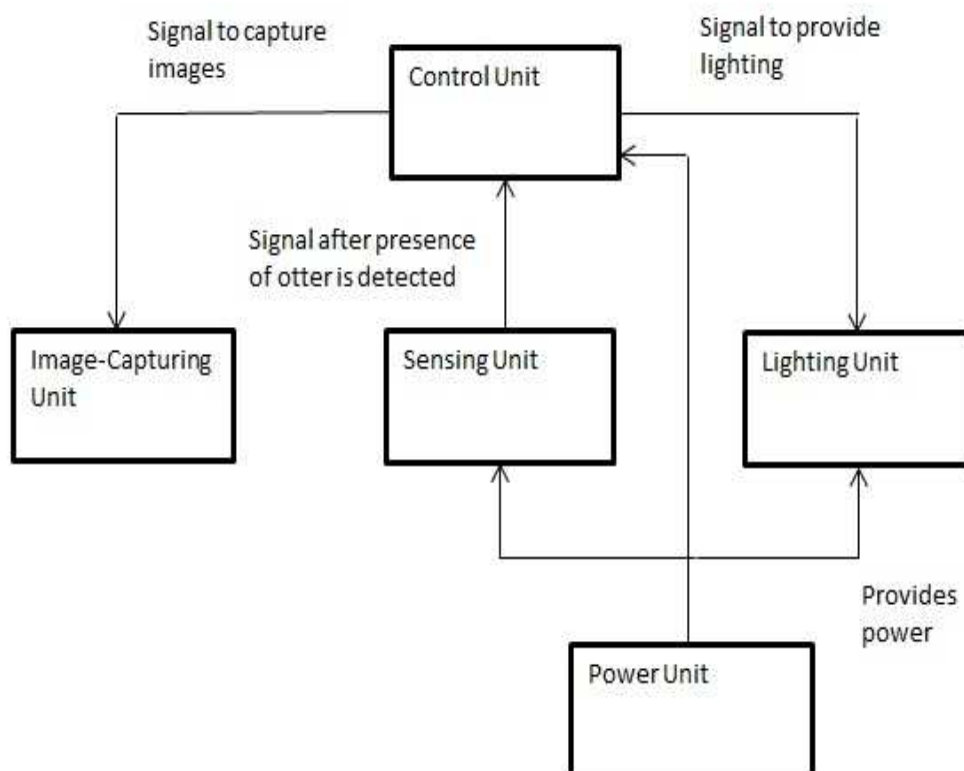 Signal to capture
images
Control Unit
Signal to provide
lighting
Signal after presence
of otter is detected
Image-Capturing
Unit
Sensing Unit
Lighting Unit
Provides
power
Power Unit